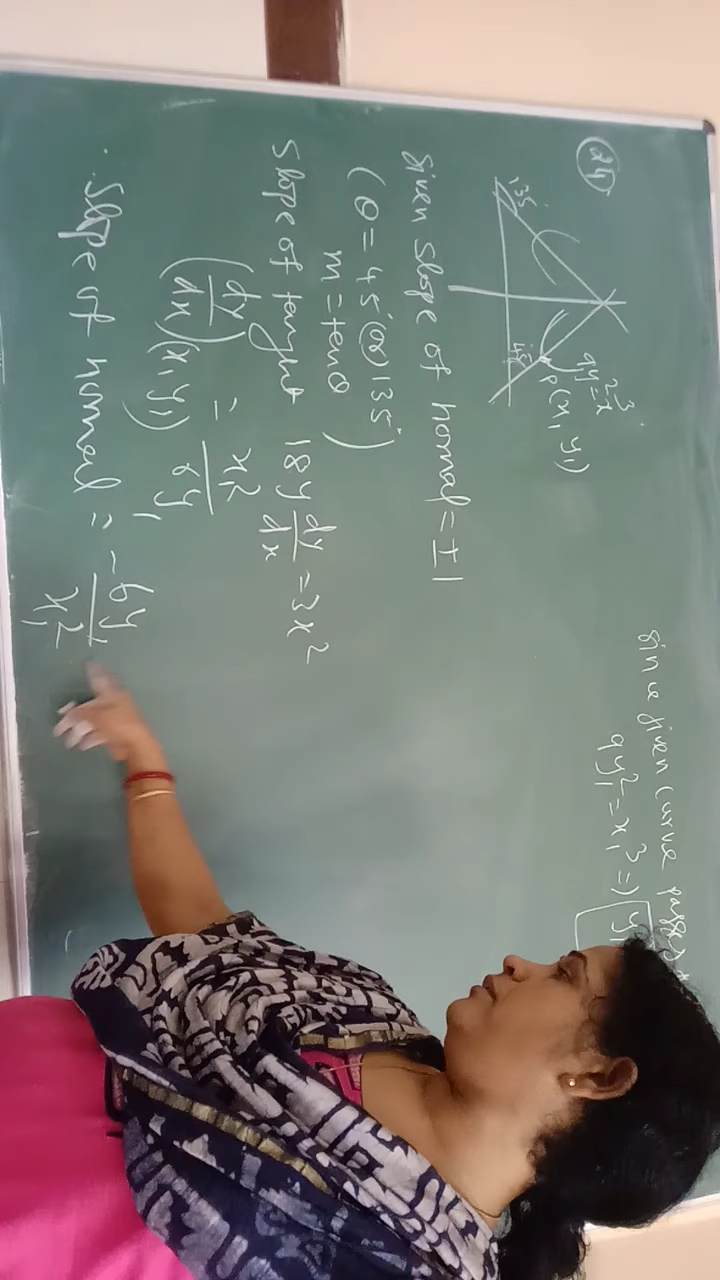 24
135°
45°
9y²=x³
P(x₁ y₁)
Given slope of normal = ±1
(θ = 45° (or) 135°)
m = tanθ
Slope of tangent 18y dy/dx = 3x²
(dy/dx)(x₁ y₁) = x₁²/6y₁
∴ Slope of normal = -6y₁/x₁²
Since given curve passes
9y₁² = x₁³ =>